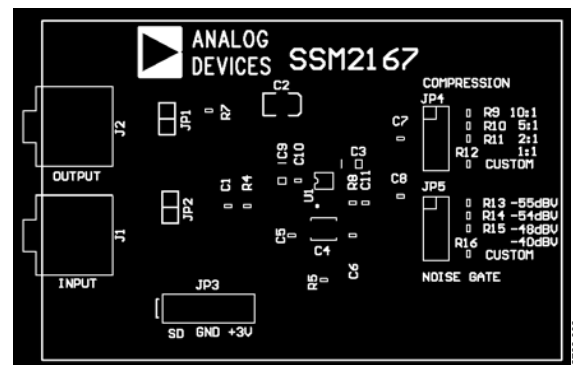 ANALOG
DEVICES
SSM2167
C2
COMPRESSION
JP4
J2
JP1
R7
C7
R9 10:1
R10 5:1
R11 2:1
R12 1:1
CUSTOM
OUTPUT
C9
C10
C3
U1
R8
C11
C8
JP5
J1
JP2
C1
R4
R13 -55dBV
R14 -54dBV
R15 -48dBV
R16 -40dBV
CUSTOM
C5
C4
C6
R5
INPUT
NOISE GATE
JP3
SD GND +3V